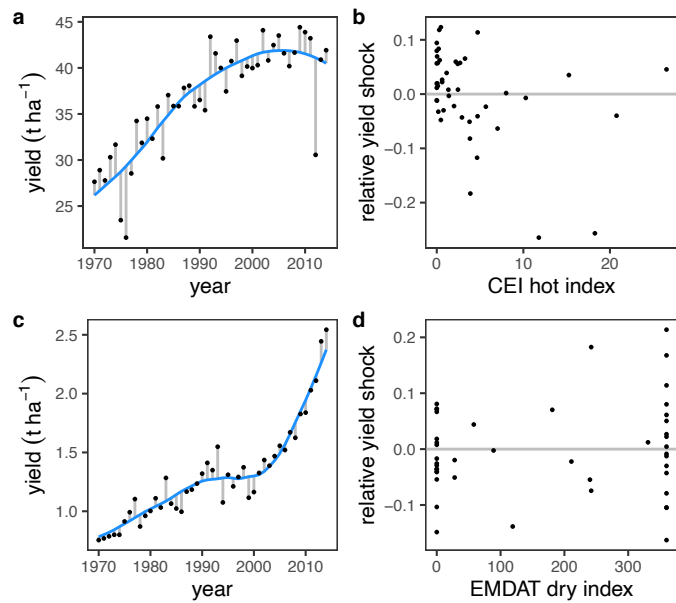 a
yield (t ha⁻¹)
45
40
35
30
25
1970 1980 1990 2000 2010
year
b
relative yield shock
0.1
0.0
−0.1
−0.2
0 10 20
CEI hot index
c
yield (t ha⁻¹)
2.5
2.0
1.5
1.0
1970 1980 1990 2000 2010
year
d
relative yield shock
0.2
0.1
0.0
−0.1
0 100 200 300
EMDAT dry index